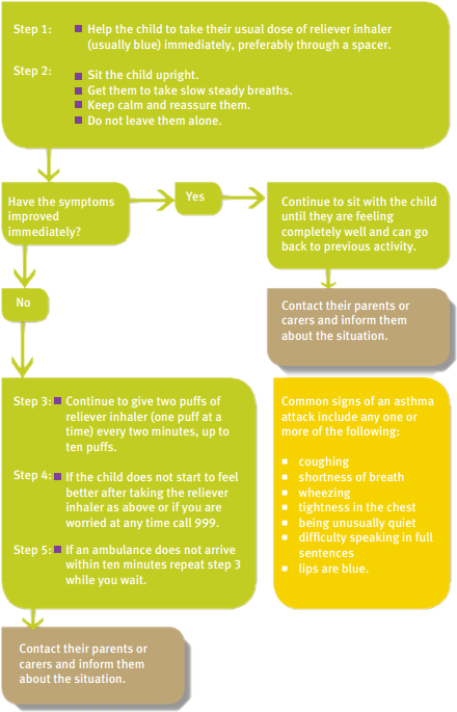 Step 1: Help the child to take their usual dose of reliever inhaler
(usually blue) immediately, preferably through a spacer.
Step 2:
Sit the child upright.
Get them to take slow steady breaths.
Keep calm and reassure them.
Do not leave them alone.
Have the symptoms
improved
immediately?
Yes
Continue to sit with the child
until they are feeling
completely well and can go
back to previous activity.
No
Contact their parents or
carers and inform them
about the situation.
Step 3: Continue to give two puffs of
reliever inhaler (one puff at a
time) every two minutes, up to
ten puffs.
Step 4: If the child does not start to feel
better after taking the reliever
inhaler as above or if you are
worried at any time call 999.
Step 5: If an ambulance does not arrive
within ten minutes repeat step 3
while you wait.
Common signs of an asthma
attack include any one or
more of the following:
coughing
shortness of breath
wheezing
tightness in the chest
being unusually quiet
difficulty speaking in full
sentences
lips are blue.
Contact their parents or
carers and inform them
about the situation.